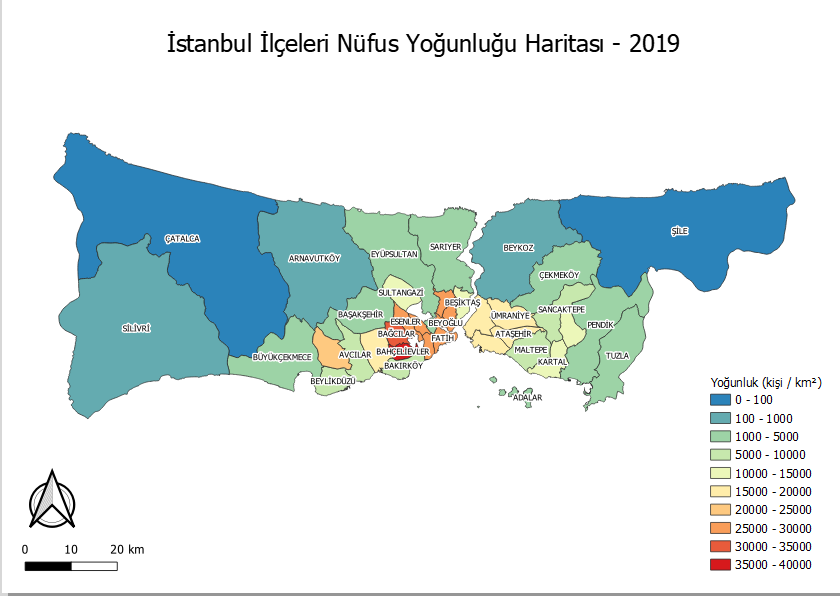 İstanbul İlçeleri Nüfus Yoğunluğu Haritası - 2019
ÇATALCA
ŞİLE
SARIYER
BEYKOZ
EYÜPSULTAN
ARNAVUTKÖY
ÇEKMEKÖY
SULTANGAZİ
BEŞİKTAŞ
SANCAKTEPE
BAŞAKŞEHİR
ÜMRANİYE
ESENLER
BEYOĞLU
PENDİK
SİLİVRİ
BAĞCILAR
ATAŞEHİR
FATİH
MALTEPE
BAHÇELİEVLER
AVCILAR
TUZLA
BÜYÜKÇEKMECE
KARTAL
BAKIRKÖY
BEYLİKDÜZÜ
ADALAR
Yoğunluk (kişi / km²)
0 - 100
100 - 1000
1000 - 5000
5000 - 10000
10000 - 15000
15000 - 20000
20000 - 25000
25000 - 30000
30000 - 35000
35000 - 40000
0 10 20 km